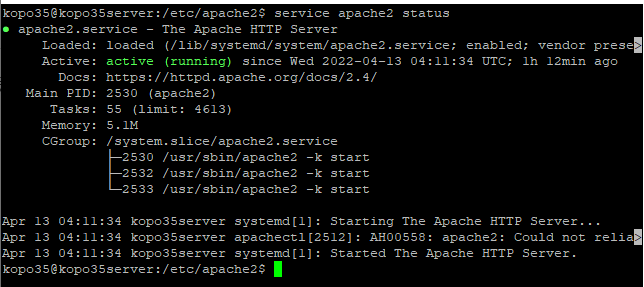 kopo35@kopo35server:/etc/apache2$ service apache2 status
● apache2.service - The Apache HTTP Server
     Loaded: loaded (/lib/systemd/system/apache2.service; enabled; vendor prese>
     Active: active (running) since Wed 2022-04-13 04:11:34 UTC; 1h 12min ago
       Docs: https://httpd.apache.org/docs/2.4/
   Main PID: 2530 (apache2)
      Tasks: 55 (limit: 4613)
     Memory: 5.1M
     CGroup: /system.slice/apache2.service
             ├─2530 /usr/sbin/apache2 -k start
             ├─2532 /usr/sbin/apache2 -k start
             └─2533 /usr/sbin/apache2 -k start
Apr 13 04:11:34 kopo35server systemd[1]: Starting The Apache HTTP Server...
Apr 13 04:11:34 kopo35server apachectl[2512]: AH00558: apache2: Could not relia>
Apr 13 04:11:34 kopo35server systemd[1]: Started The Apache HTTP Server.
kopo35@kopo35server:/etc/apache2$